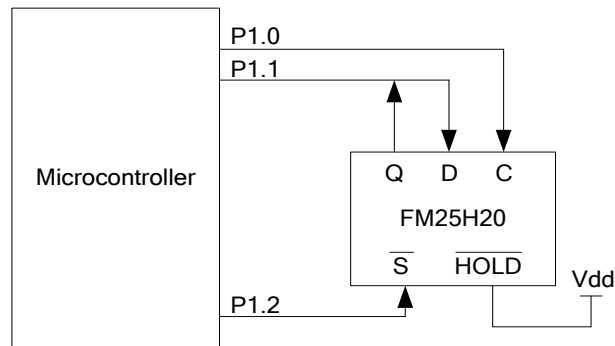 P1.0
P1.1
Microcontroller
Q D C
FM25H20
S HOLD
Vdd
P1.2